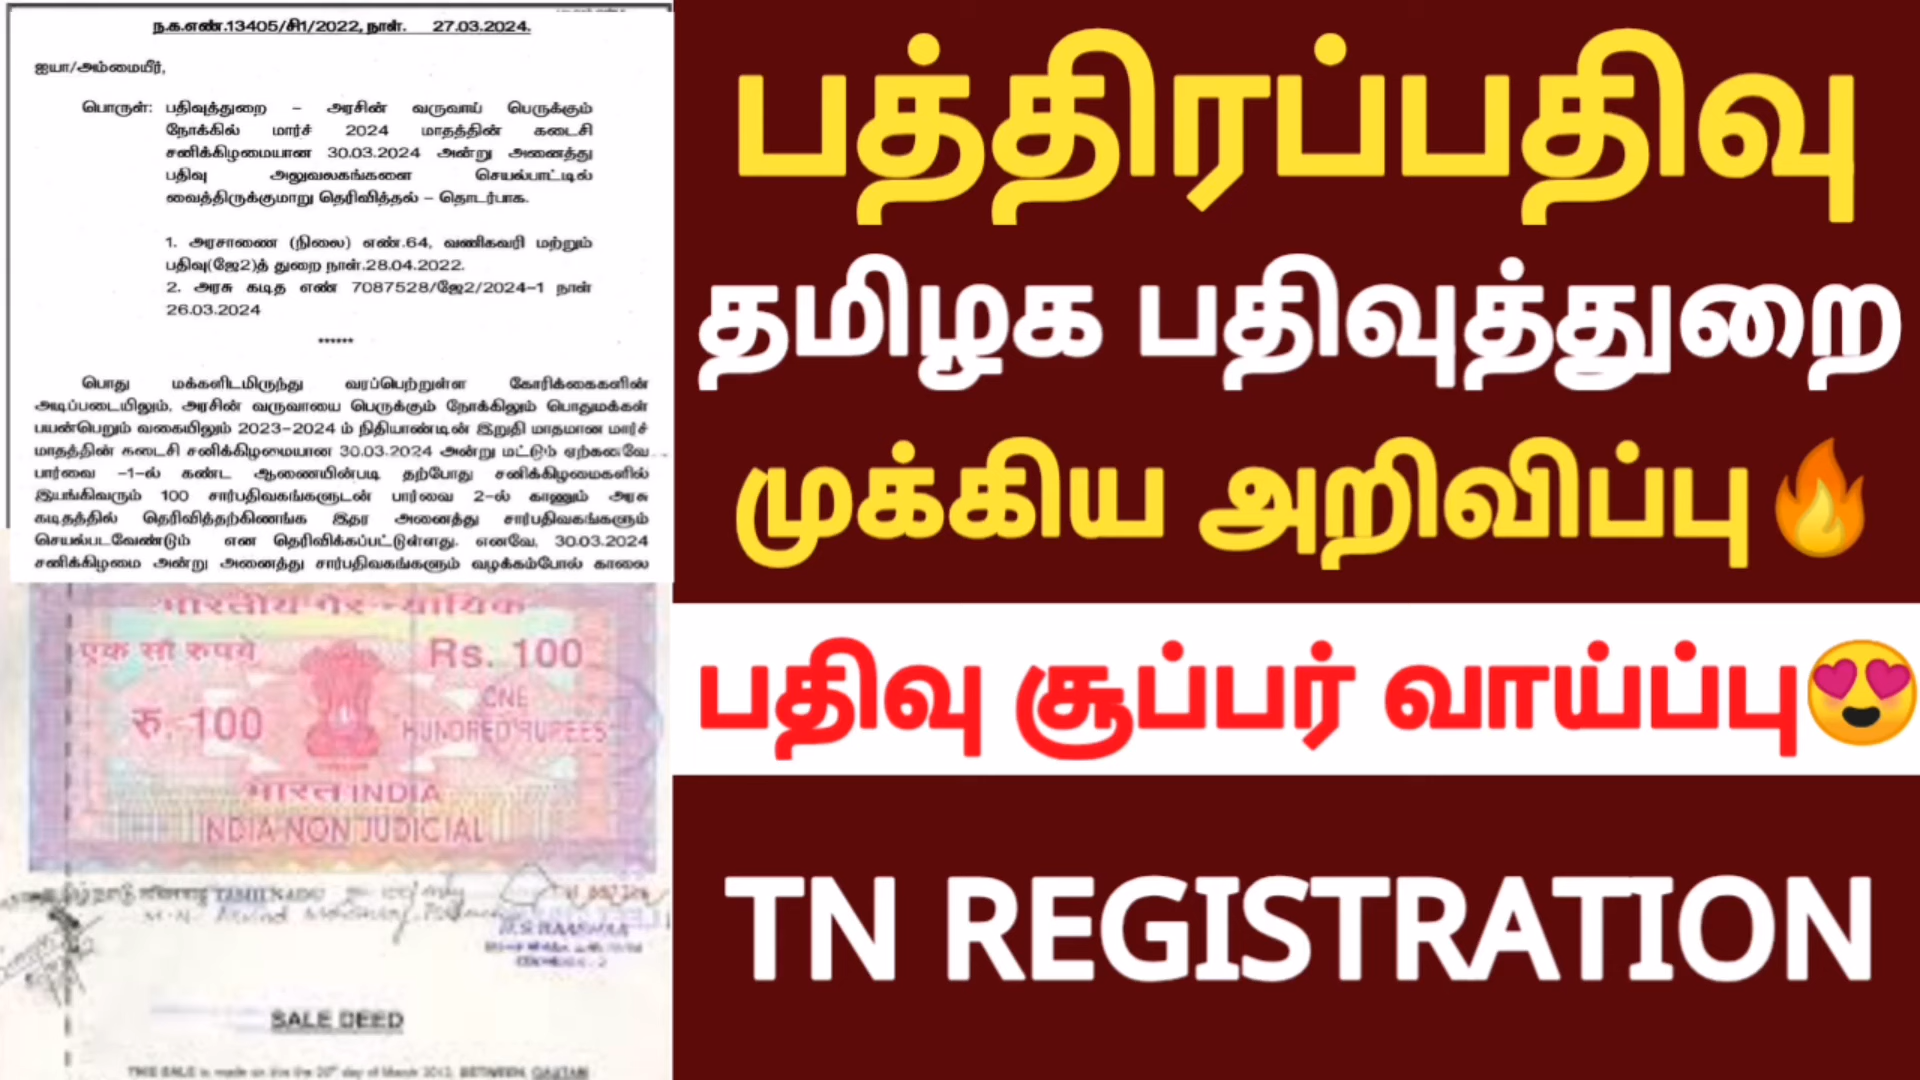 ந.க.எண்.13405/சி1/2022, நாள். 27.03.2024.
ஐயா/அம்மையீர்,
பொருள்: பதிவுத்துறை – அரசின் வருவாய் பெருக்கும்
நோக்கில் மார்ச் 2024 மாதத்தின் கடைசி
சனிக்கிழமையான 30.03.2024 அன்று அனைத்து
பதிவு அலுவலகங்களை செயல்பாட்டில்
வைத்திருக்குமாறு தெரிவித்தல் – தொடர்பாக.
1. அரசாணை (நிலை) எண்.64, வணிகவரி மற்றும்
பதிவு(ஜே2)த் துறை நாள்.28.04.2022.
2. அரசு கடித எண் 7087528/ஜே2/2024-1 நாள்
26.03.2024
******
பொது மக்களிடமிருந்து வரப்பெற்றுள்ள கோரிக்கைகளின்
அடிப்படையிலும், அரசின் வருவாயை பெருக்கும் நோக்கிலும் பொதுமக்கள்
பயன்பெறும் வகையிலும் 2023-2024 ம் நிதியாண்டின் இறுதி மாதமான மார்ச்
மாதத்தின் கடைசி சனிக்கிழமையான 30.03.2024 அன்று மட்டும் ஏற்கனவே
பார்வை -1-ல் கண்ட ஆணையின்படி தற்போது சனிக்கிழமைகளில்
இயங்கிவரும் 100 சார்பதிவகங்களுடன் பார்வை 2-ல் காணும் அரசு
கடிதத்தில் தெரிவித்தற்கிணங்க இதர அனைத்து சார்பதிவகங்களும்
செயல்படவேண்டும் என தெரிவிக்கப்பட்டுள்ளது. எனவே, 30.03.2024
சனிக்கிழமை அன்று அனைத்து சார்பதிவகங்களும் வழக்கம்போல் காலை
भारतीय गैर न्यायिक
एक सौ रुपये Rs. 100
रु. 100 ONE
HUNDRED RUPEES
भारत INDIA
INDIA NON JUDICIAL
TAMILNADU
SALE DEED
பத்திரப்பதிவு
தமிழக பதிவுத்துறை
முக்கிய அறிவிப்பு🔥
பதிவு சூப்பர் வாய்ப்பு😍
TN REGISTRATION